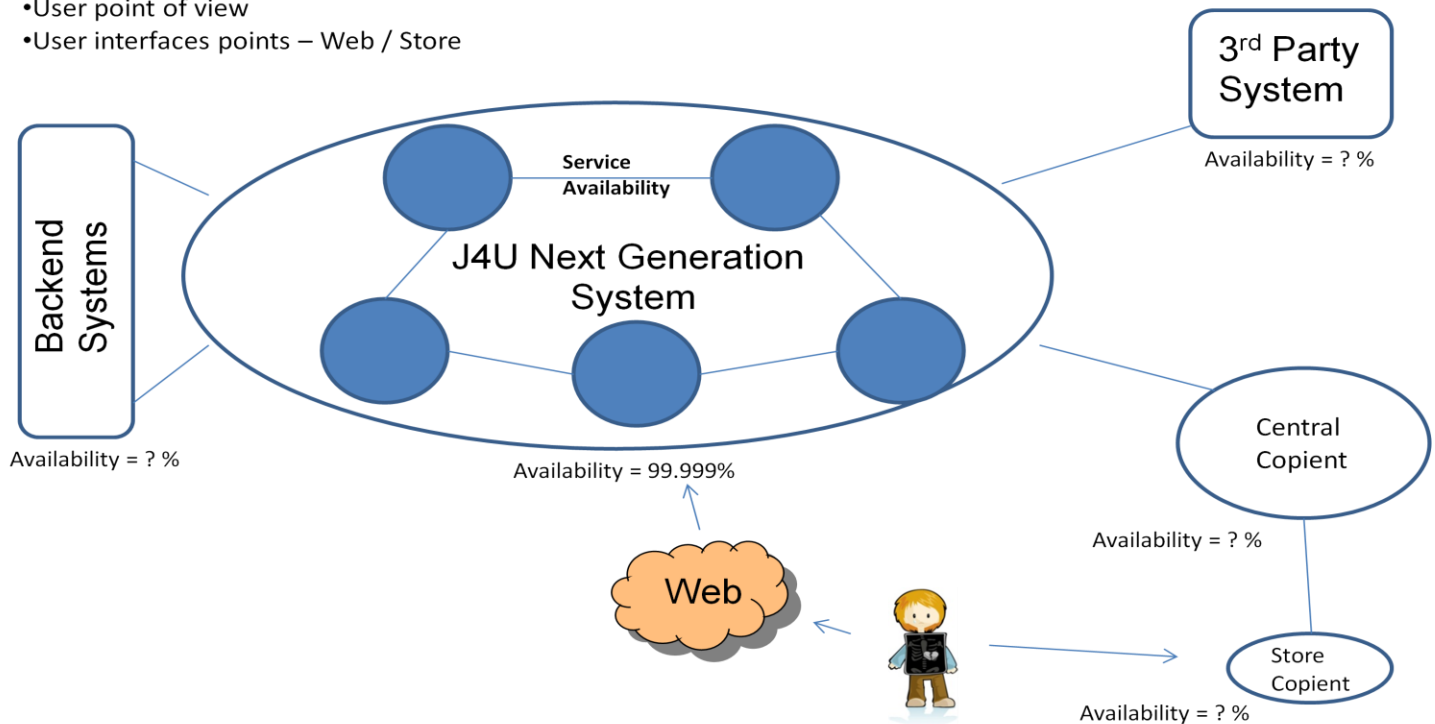 •User point of view
•User interfaces points – Web / Store
3rd Party
System
Availability = ? %
Backend
Systems
Availability = ? %
Service
Availability
J4U Next Generation
System
Availability = 99.999%
Central
Copient
Availability = ? %
Web
Store
Copient
Availability = ? %